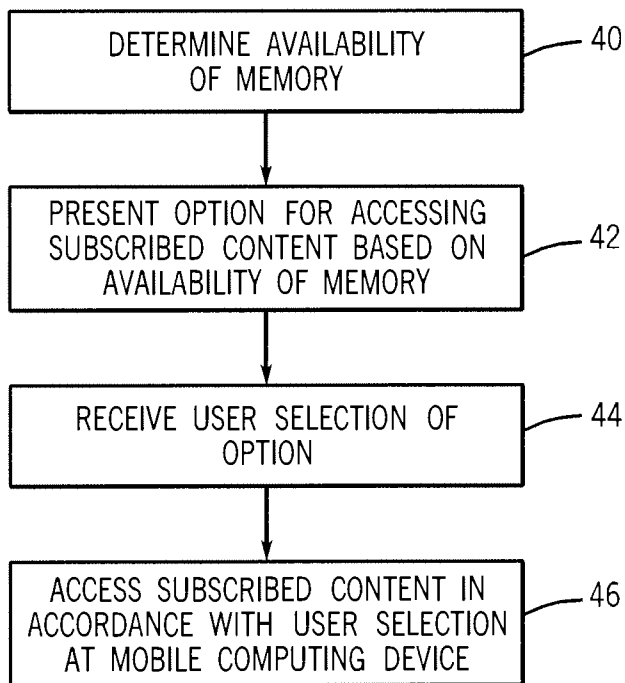 DETERMINE AVAILABILITY
OF MEMORY
40
PRESENT OPTION FOR ACCESSING
SUBSCRIBED CONTENT BASED ON
AVAILABILITY OF MEMORY
42
RECEIVE USER SELECTION OF
OPTION
44
ACCESS SUBSCRIBED CONTENT IN
ACCORDANCE WITH USER SELECTION
AT MOBILE COMPUTING DEVICE
46